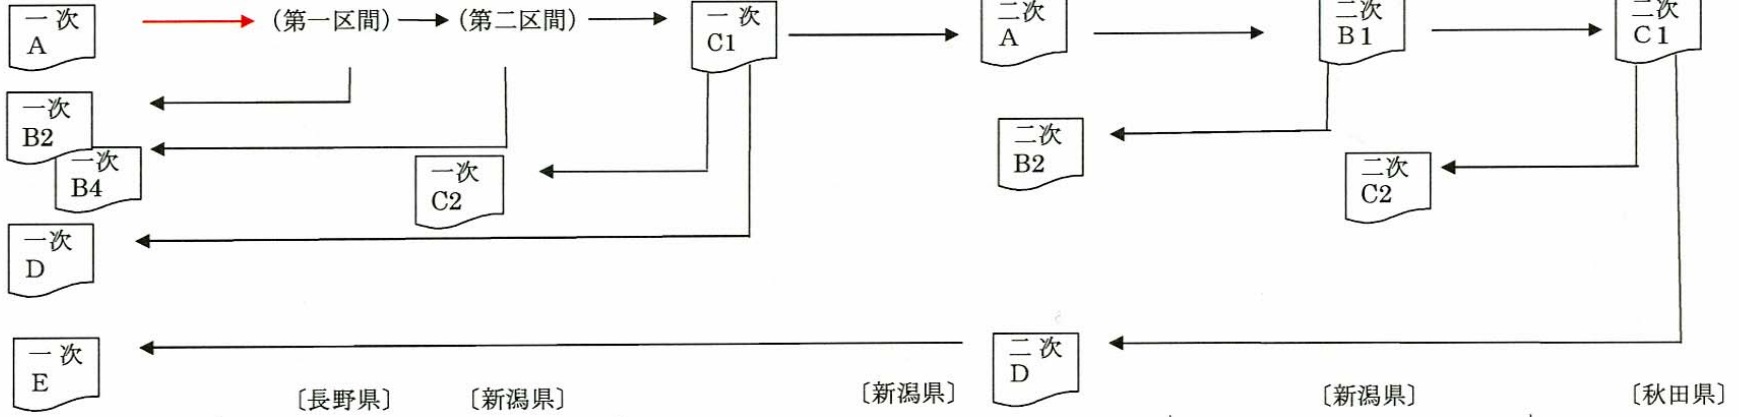 一次
A
(第一区間)
(第二区間)
一次
C1
二次
A
二次
B1
二次
C1
一次
B2
一次
B4
一次
C2
二次
B2
二次
C2
一次
D
一次
E
二次
D
〔長野県〕
〔新潟県〕
〔新潟県〕
〔新潟県〕
〔秋田県〕